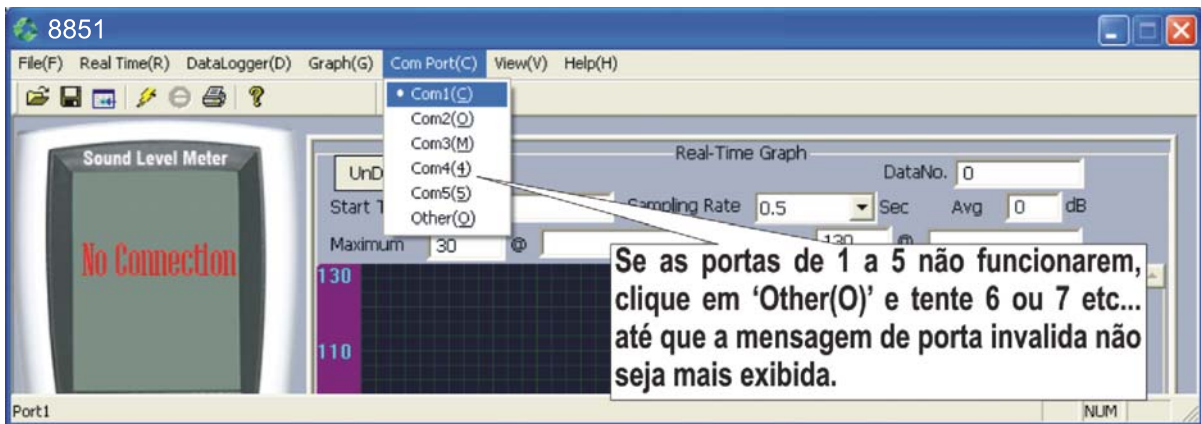 8851
File(F) Real Time(R) DataLogger(D) Graph(G) Com Port(C) View(V) Help(H)
Com1(C)
Com2(O)
Com3(M)
Com4(4)
Com5(5)
Other(O)
Sound Level Meter
No Connection
Real-Time Graph
UnD
DataNo. 0
Start T
Sampling Rate 0.5 Sec Avg 0 dB
Maximum 30 @
130 @
130
110
Se as portas de 1 a 5 não funcionarem,
clique em ‘Other(O)’ e tente 6 ou 7 etc...
até que a mensagem de porta invalida não
seja mais exibida.
Port1
NUM